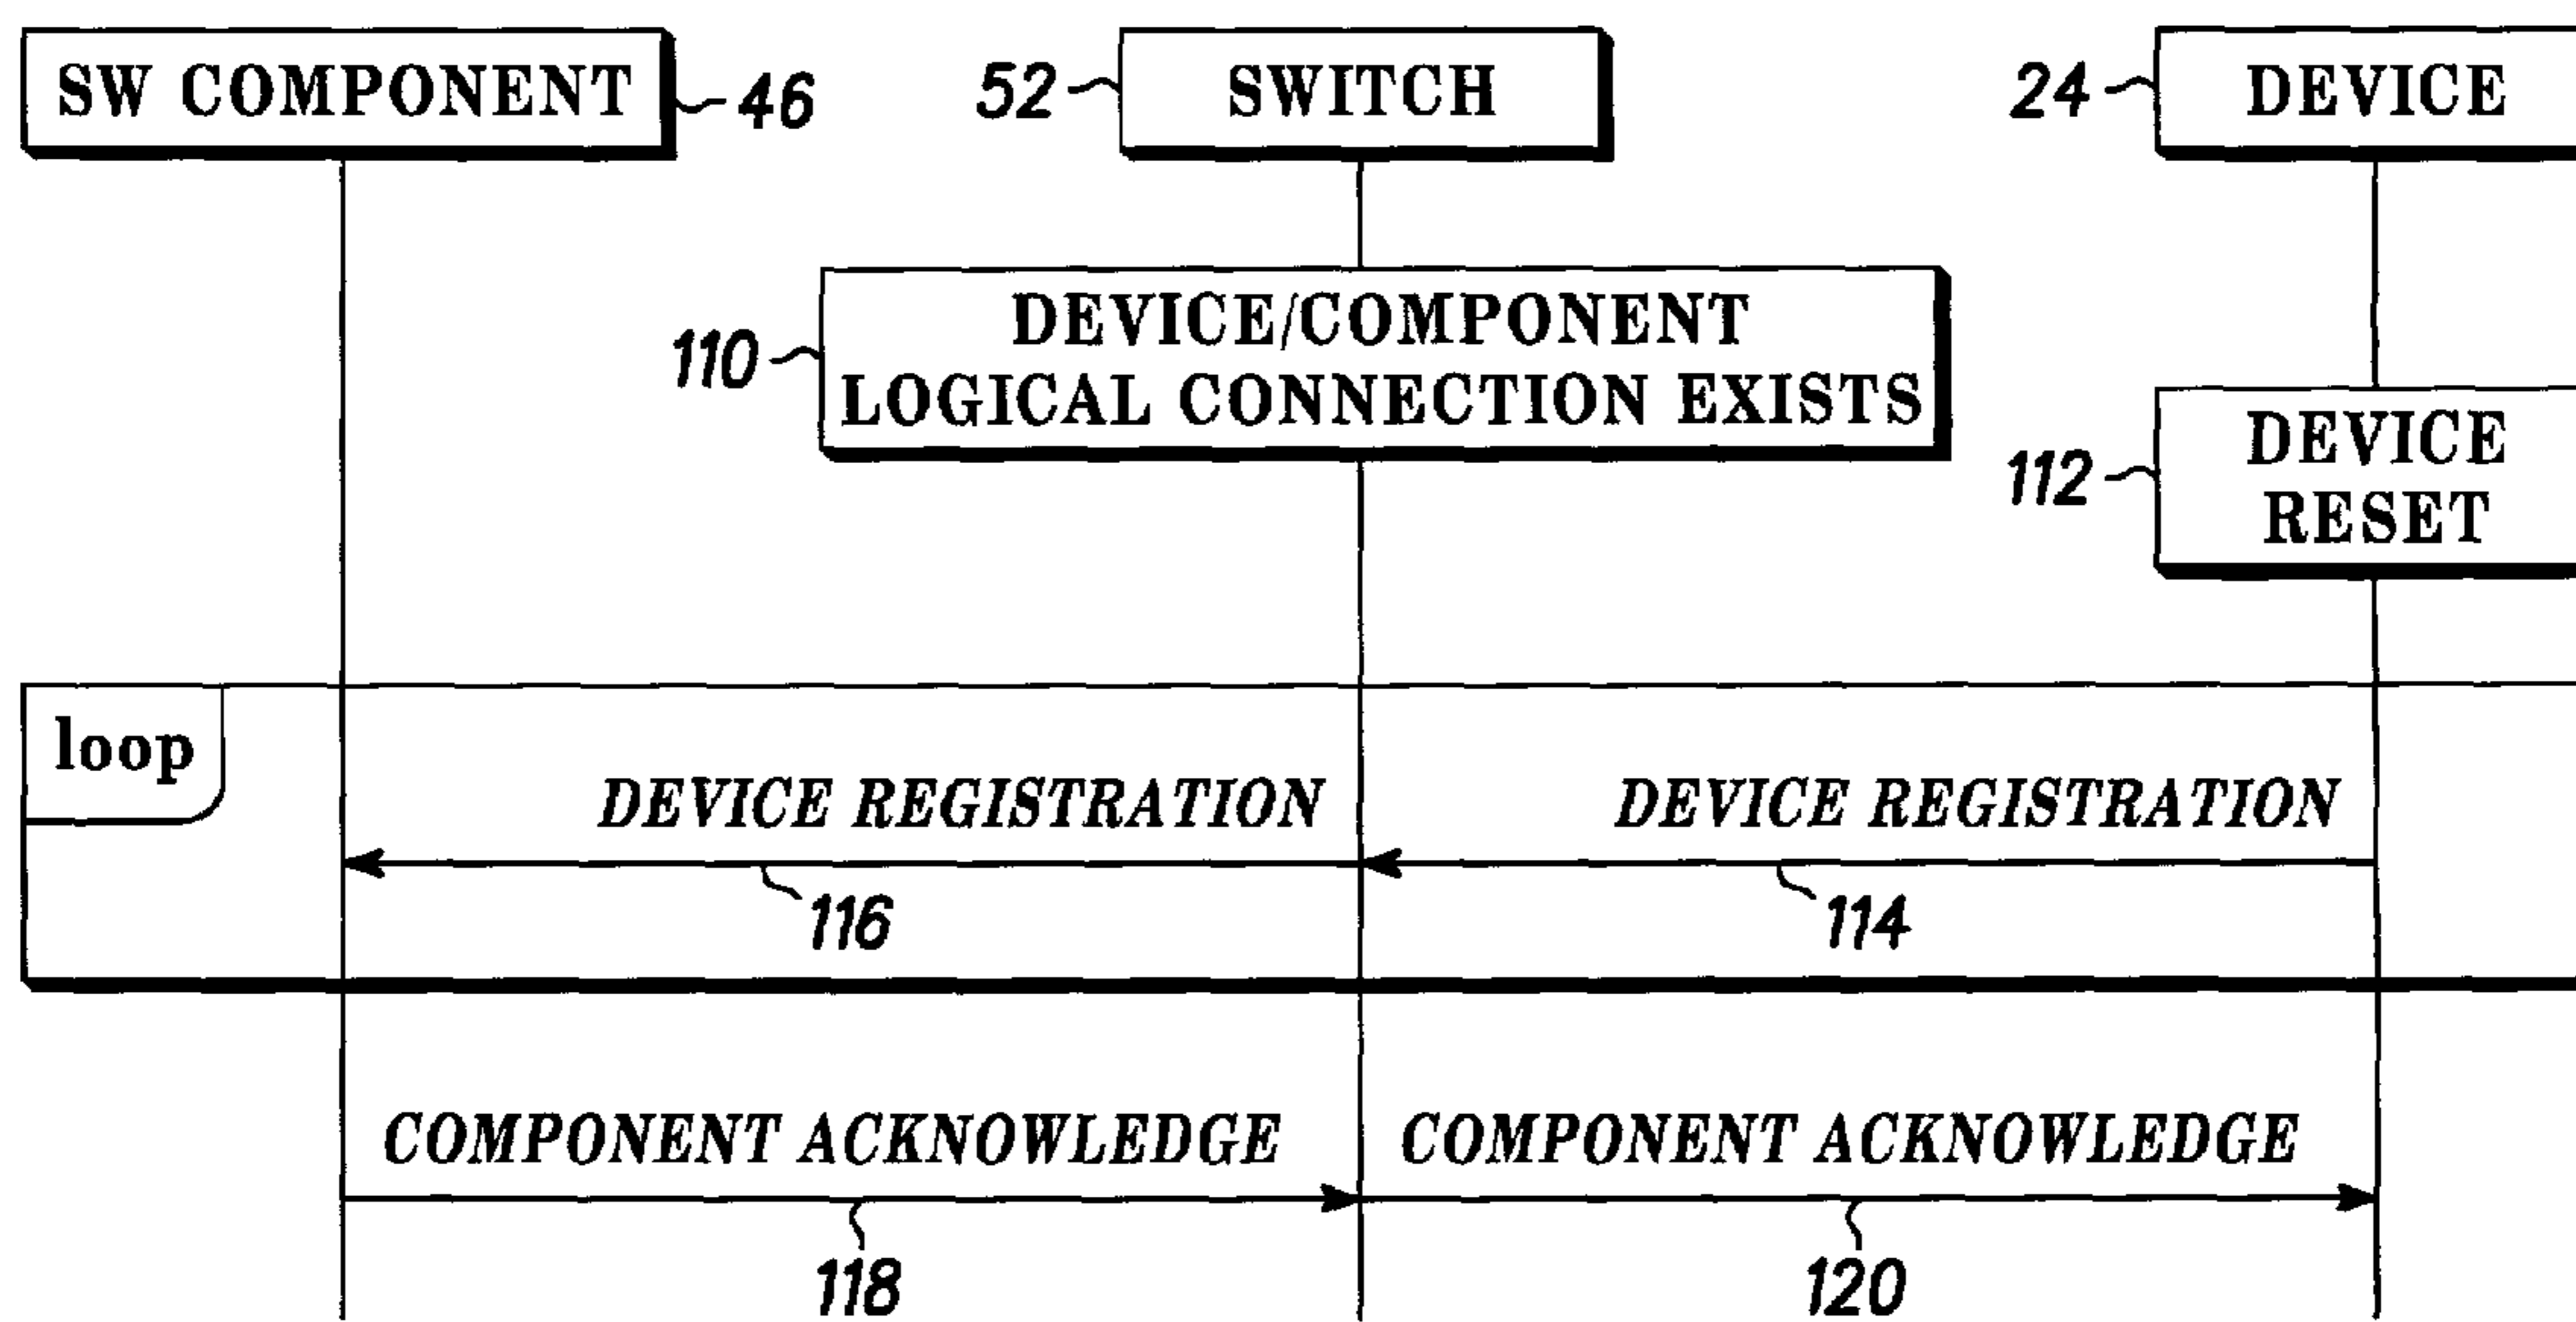 SW COMPONENT
46
52
SWITCH
24
DEVICE
110
DEVICE/COMPONENT
LOGICAL CONNECTION EXISTS
112
DEVICE
RESET
loop
DEVICE REGISTRATION
DEVICE REGISTRATION
116
114
COMPONENT ACKNOWLEDGE
COMPONENT ACKNOWLEDGE
118
120